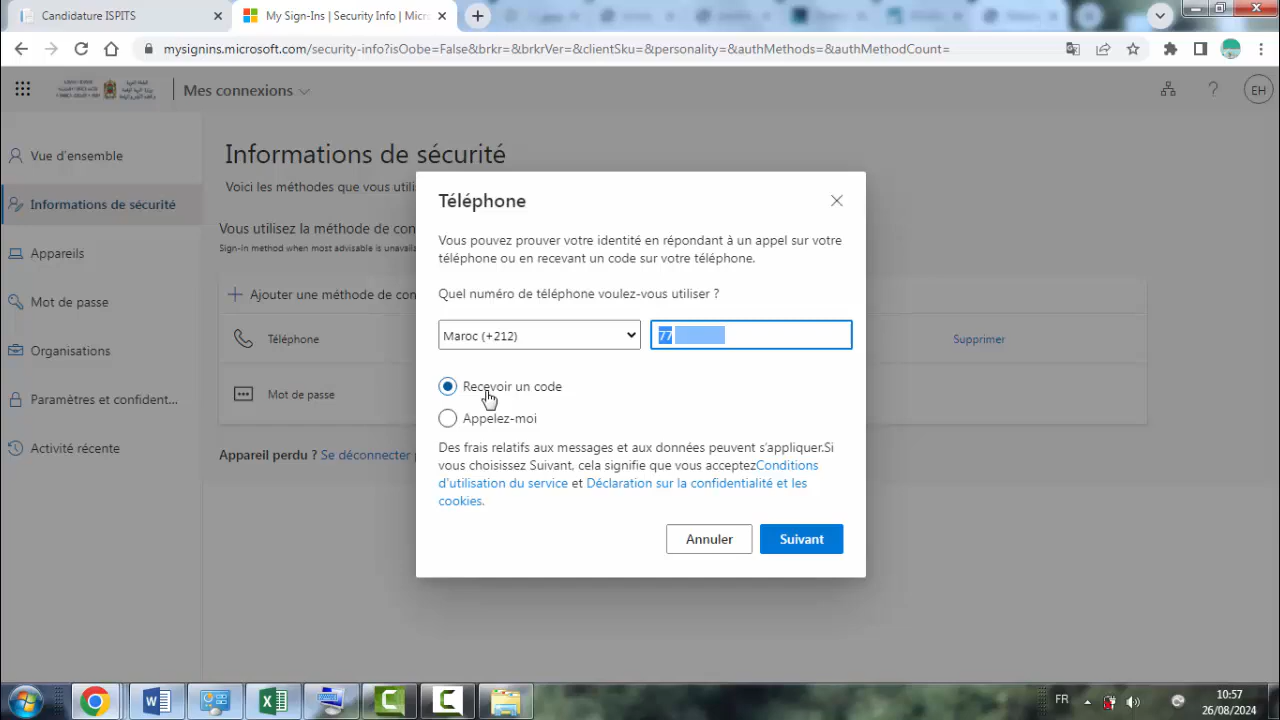 Candidature ISPITS
My Sign-Ins | Security Info | Micro
mysignins.microsoft.com/security-info?isOobe=False&brkr=&brkrVer=&clientSku=&personality=&authMethods=&authMethodCount=
Mes connexions
EH
Vue d'ensemble
Informations de sécurité
Appareils
Mot de passe
Organisations
Paramètres et confident...
Activité récente
Informations de sécurité
Voici les méthodes que vous utilis
Vous utilisez la méthode de con
Sign-in method when most advisable is unavail
Ajouter une méthode de con
Téléphone
Supprimer
Mot de passe
Appareil perdu ? Se déconnecter
Téléphone
Vous pouvez prouver votre identité en répondant à un appel sur votre
téléphone ou en recevant un code sur votre téléphone.
Quel numéro de téléphone voulez-vous utiliser ?
Maroc (+212)
77
Recevoir un code
Appelez-moi
Des frais relatifs aux messages et aux données peuvent s'appliquer.Si
vous choisissez Suivant, cela signifie que vous acceptezConditions
d'utilisation du service et Déclaration sur la confidentialité et les
cookies.
Annuler
Suivant
FR
10:57
26/08/2024